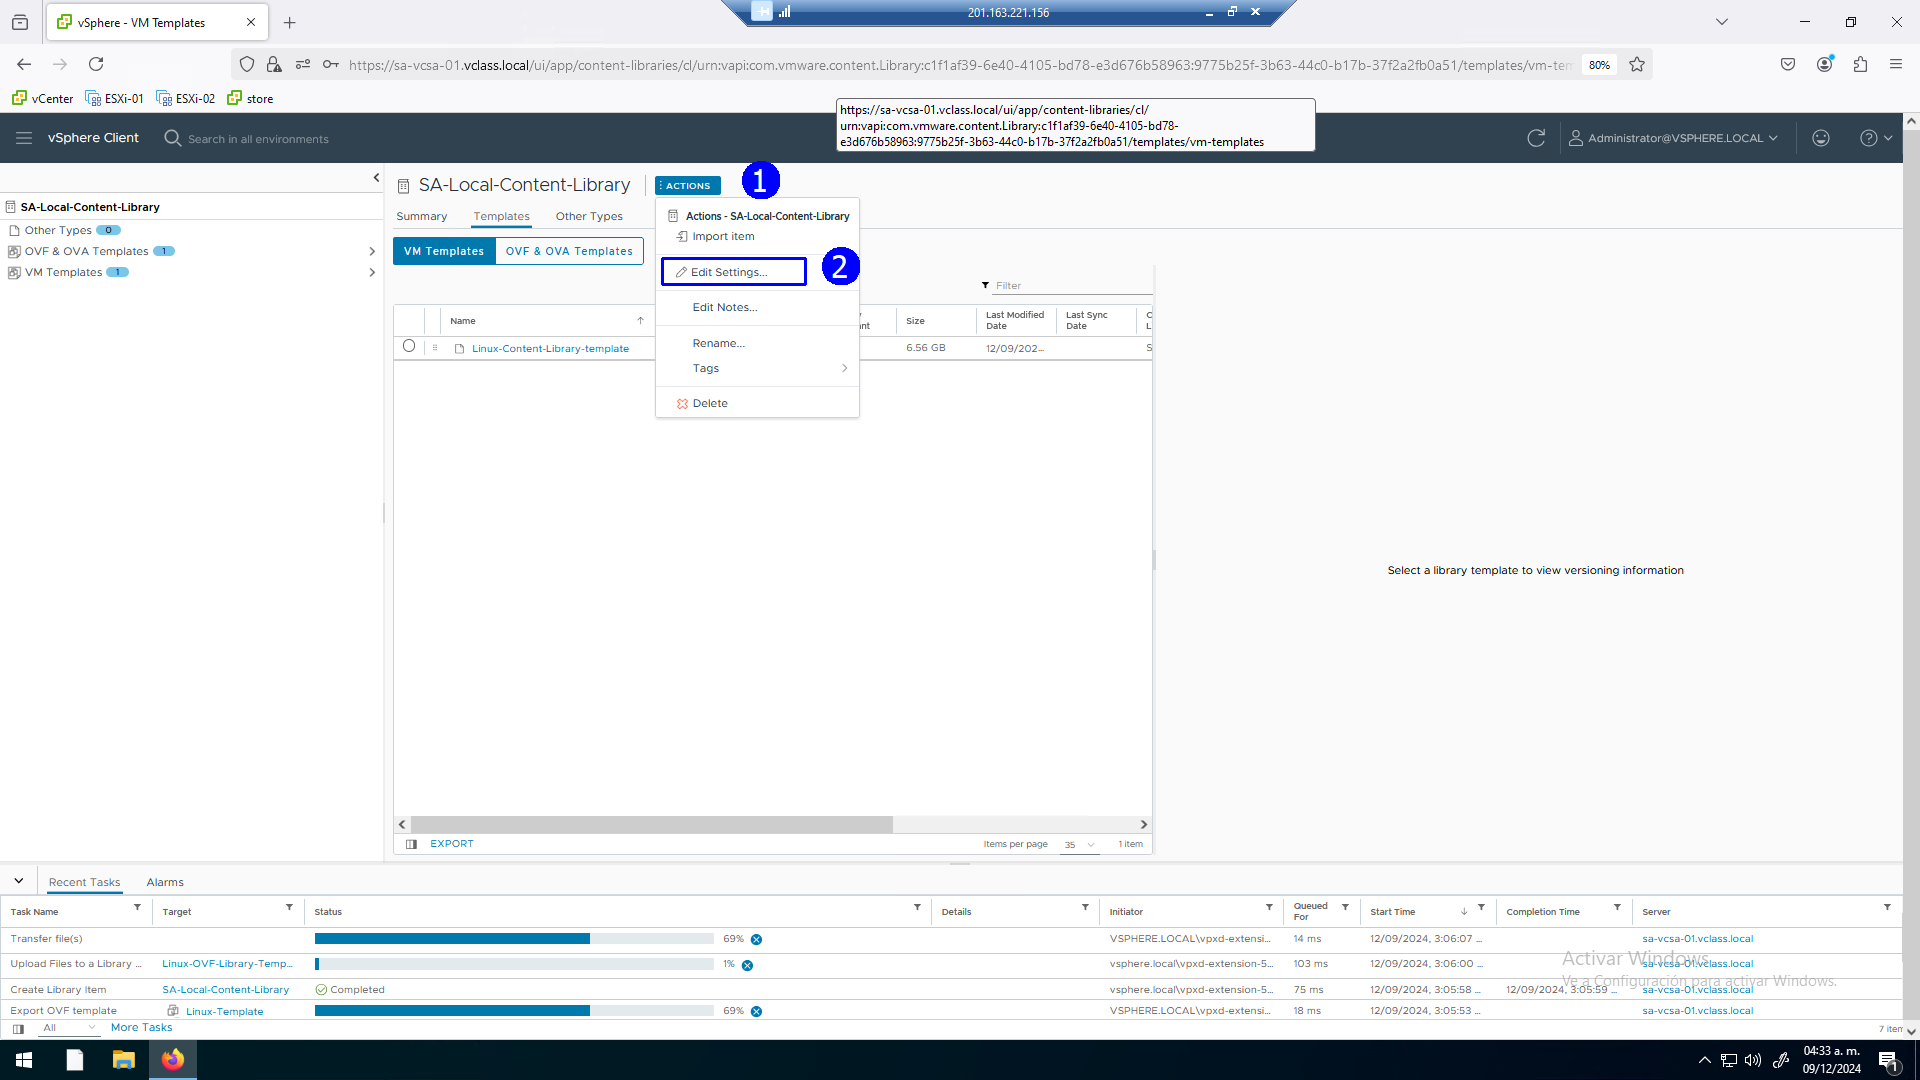 vSphere - VM Templates
201.163.221.156
https://sa-vcsa-01.vclass.local/ui/app/content-libraries/cl/urn:vapi:com.vmware.content.Library:c1f1af39-6e40-4105-bd78-e3d676b58963:9775b25f-3b63-44c0-b17b-37f2a2fb0a51/templates/vm-tem
80%
vCenter ESXi-01 ESXi-02 store
https://sa-vcsa-01.vclass.local/ui/app/content-libraries/cl/
urn:vapi:com.vmware.content.Library:c1f1af39-6e40-4105-bd78-
e3d676b58963:9775b25f-3b63-44c0-b17b-37f2a2fb0a51/templates/vm-templates
vSphere Client
Search in all environments
Administrator@VSPHERE.LOCAL
SA-Local-Content-Library
Other Types 0
OVF & OVA Templates 1
VM Templates 1
SA-Local-Content-Library
ACTIONS
1
Summary Templates Other Types
VM Templates OVF & OVA Templates
Actions - SA-Local-Content-Library
Import item
Edit Settings...
2
Edit Notes...
Rename...
Tags
Delete
Filter
Name Size Last Modified Date Last Sync Date
Linux-Content-Library-template 6.56 GB 12/09/202...
Select a library template to view versioning information
EXPORT
Items per page 35 1 item
Recent Tasks Alarms
Task Name Target Status Details Initiator Queued For Start Time Completion Time Server
Transfer file(s) 69% VSPHERE.LOCAL\vpxd-extensi... 14 ms 12/09/2024, 3:06:07 ... sa-vcsa-01.vclass.local
Upload Files to a Library ... Linux-OVF-Library-Temp... 1% vsphere.local\vpxd-extension-5... 103 ms 12/09/2024, 3:06:00 ... sa-vcsa-01.vclass.local
Create Library Item SA-Local-Content-Library Completed vsphere.local\vpxd-extension-5... 75 ms 12/09/2024, 3:05:58 ... 12/09/2024, 3:05:59 ... sa-vcsa-01.vclass.local
Export OVF template Linux-Template 69% VSPHERE.LOCAL\vpxd-extensi... 18 ms 12/09/2024, 3:05:53 ... sa-vcsa-01.vclass.local
Activar Windows
Ve a Configuración para activar Windows.
All More Tasks
7 item
04:33 a. m.
09/12/2024
1